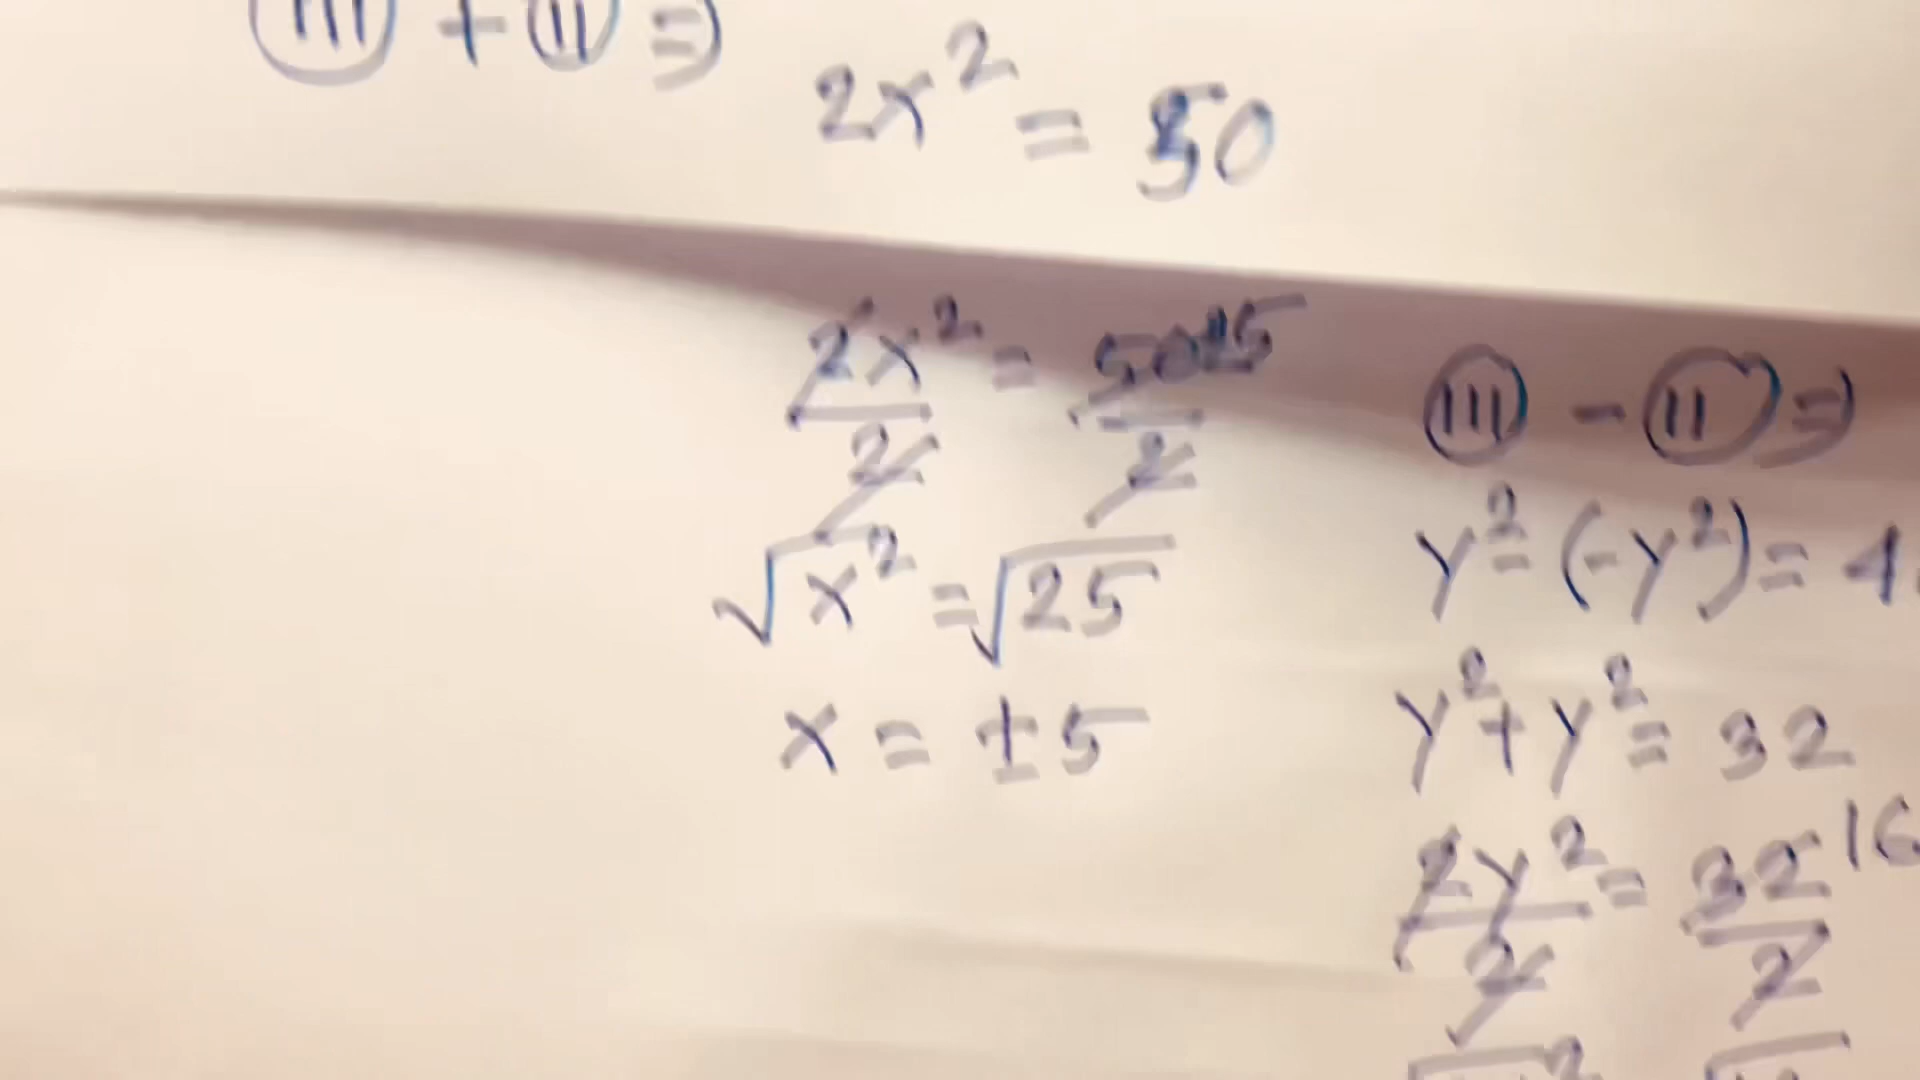 (III) + (II) ⇒
2x² = 50
2x²/2 = 50/2 25
√x² = √25
x = ±5
(III) - (II) ⇒
y² - (-y²) = 4
y² + y² = 32
2y²/2 = 32/2 16